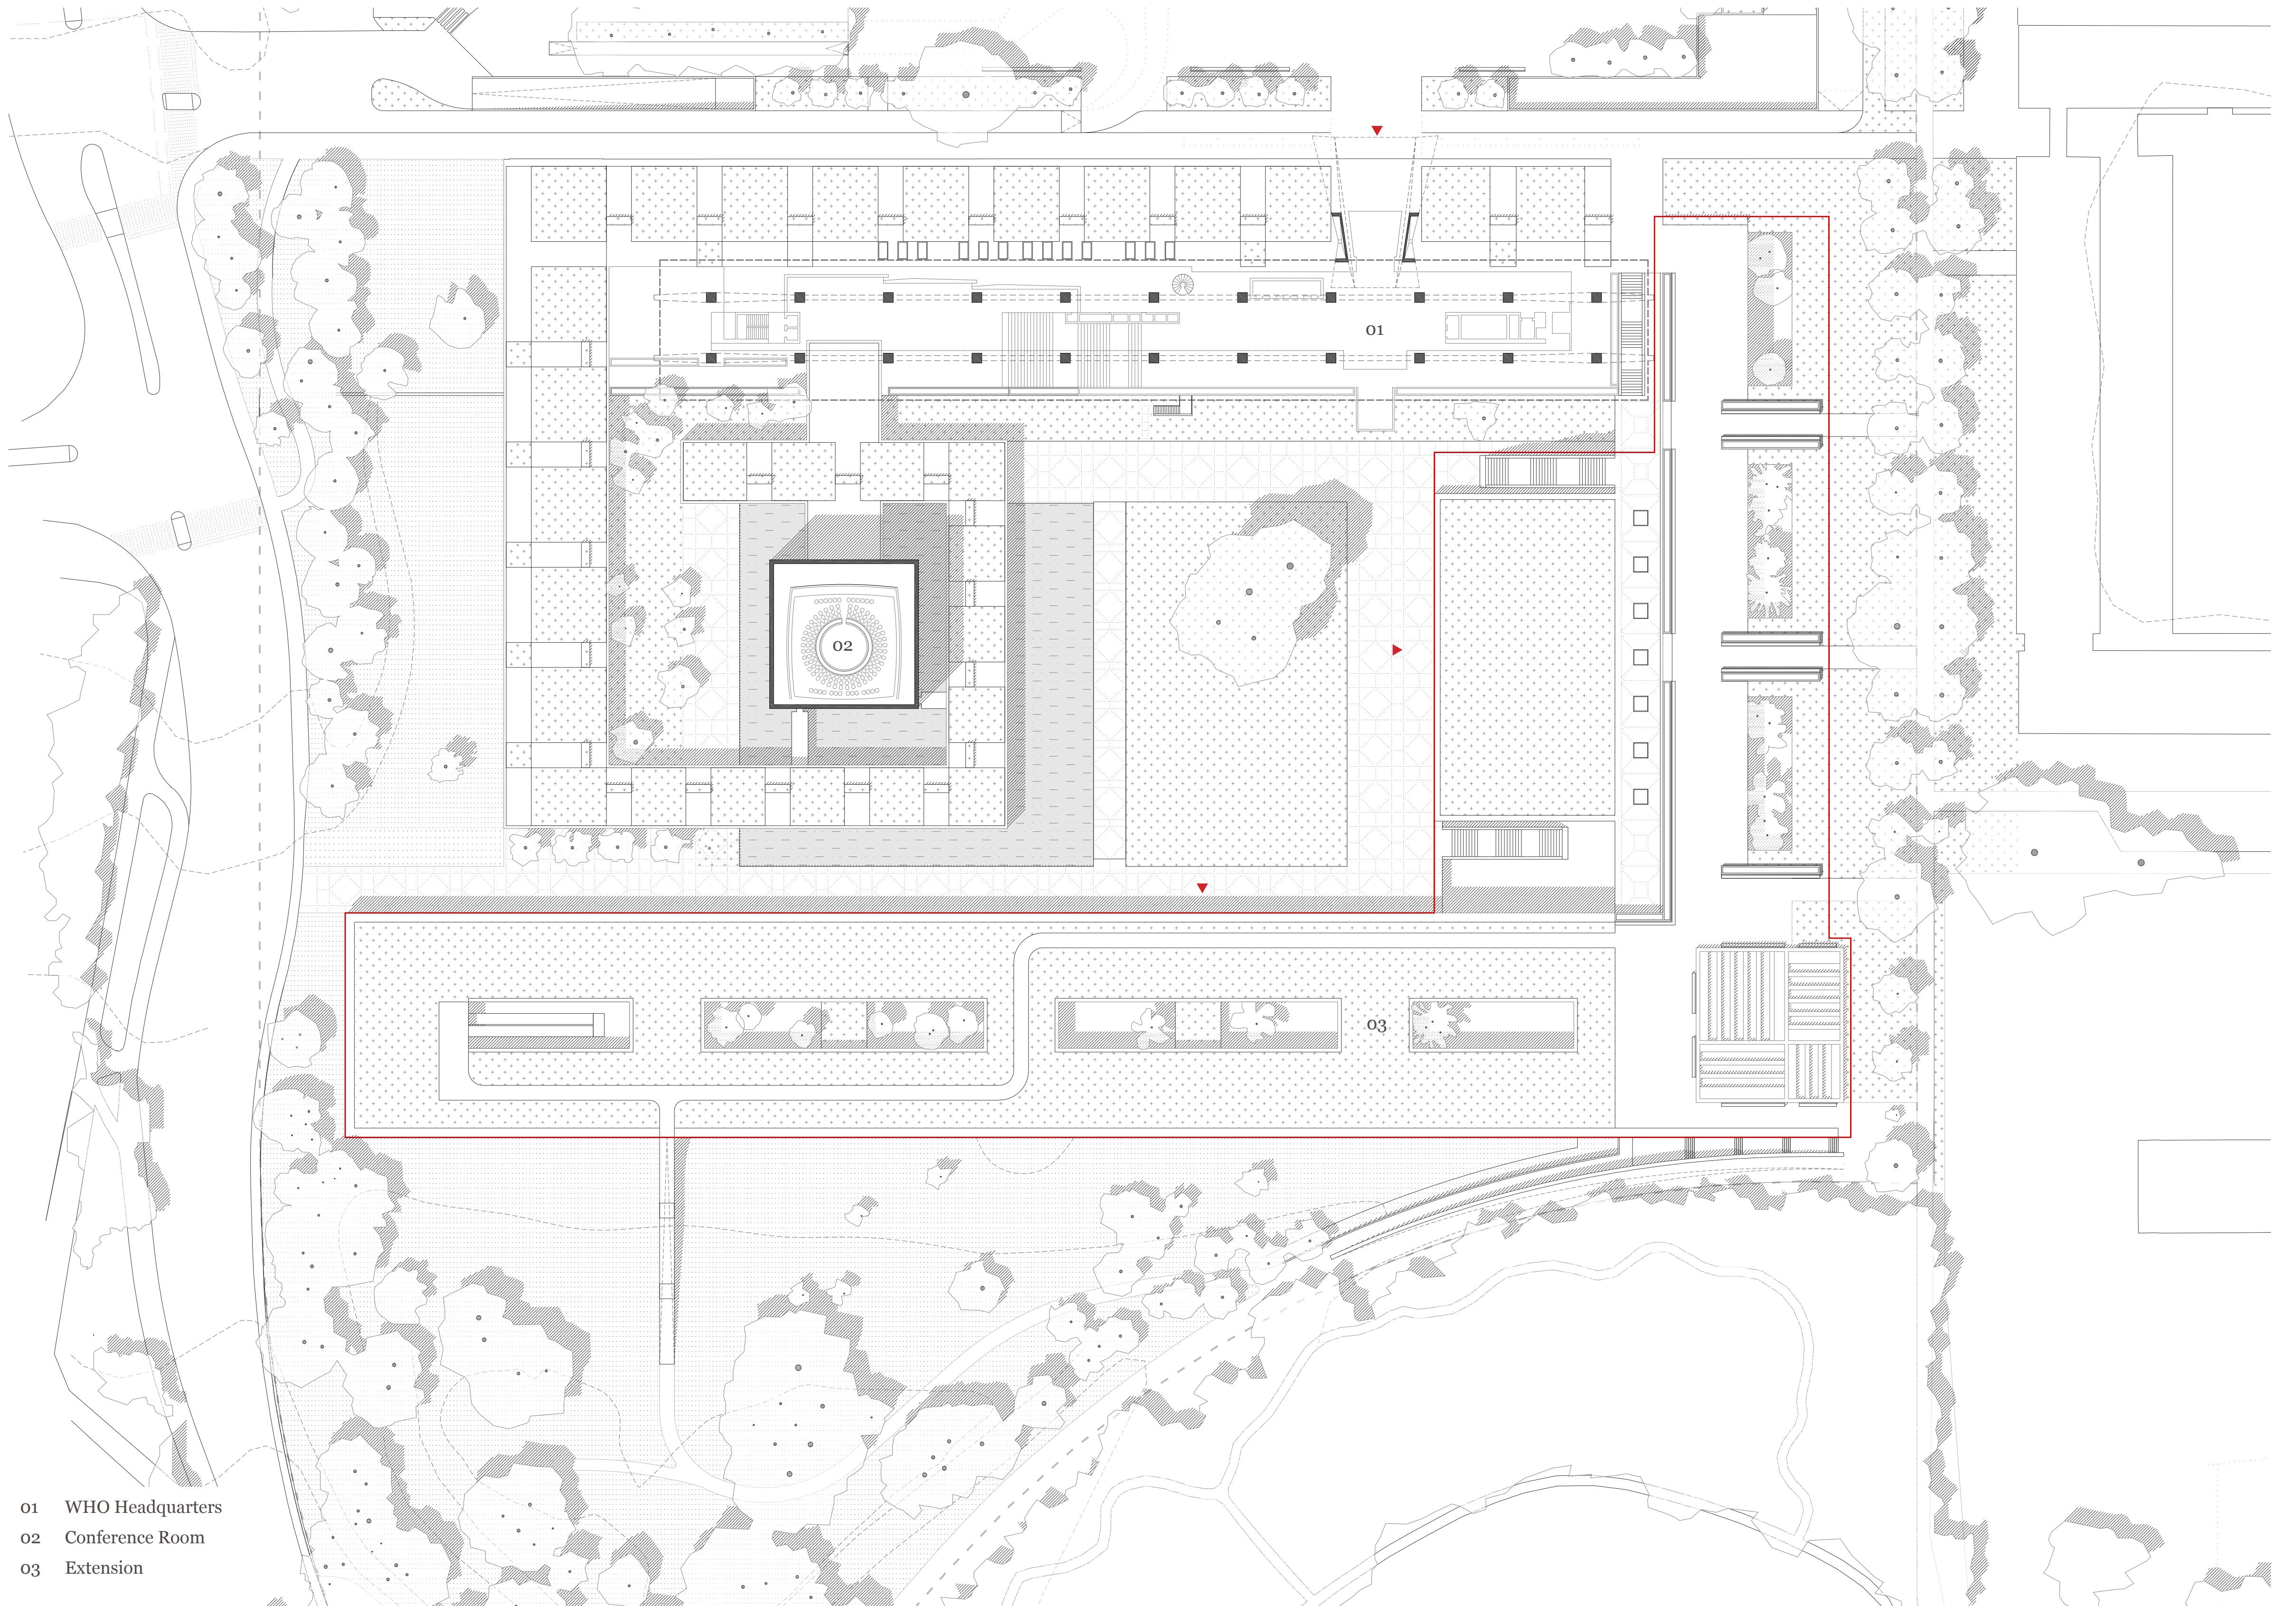 01
02
03
01 WHO Headquarters
02 Conference Room
03 Extension